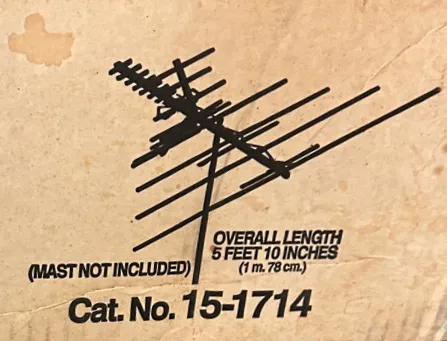 OVERALL LENGTH
5 FEET 10 INCHES
(1 m. 78 cm.)
(MAST NOT INCLUDED)
Cat. No. 15-1714